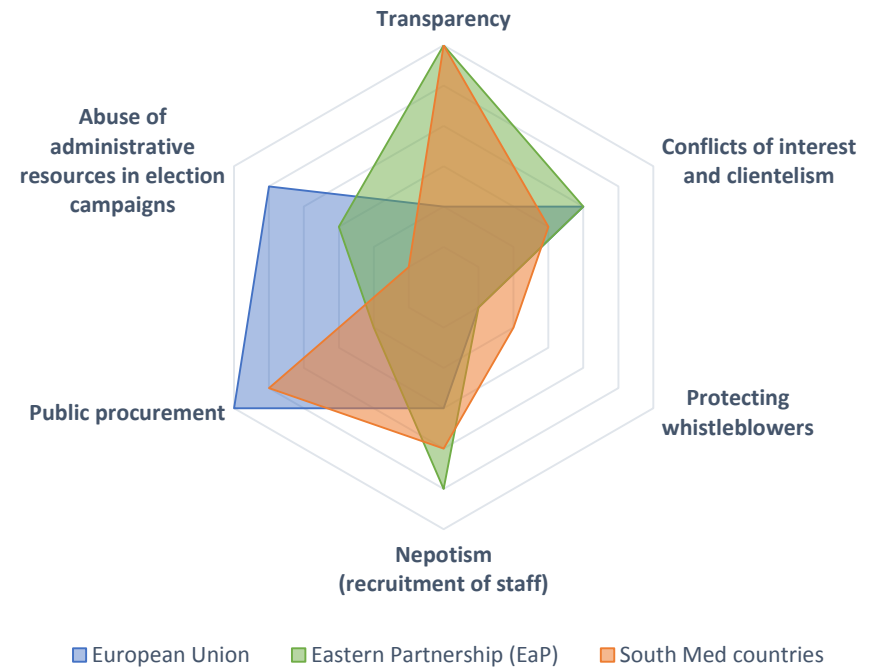 Transparency
Abuse of
administrative
resources in election
campaigns
Conflicts of interest
and clientelism
Public procurement
Protecting
whistleblowers
Nepotism
(recruitment of staff)
European Union
Eastern Partnership (EaP)
South Med countries